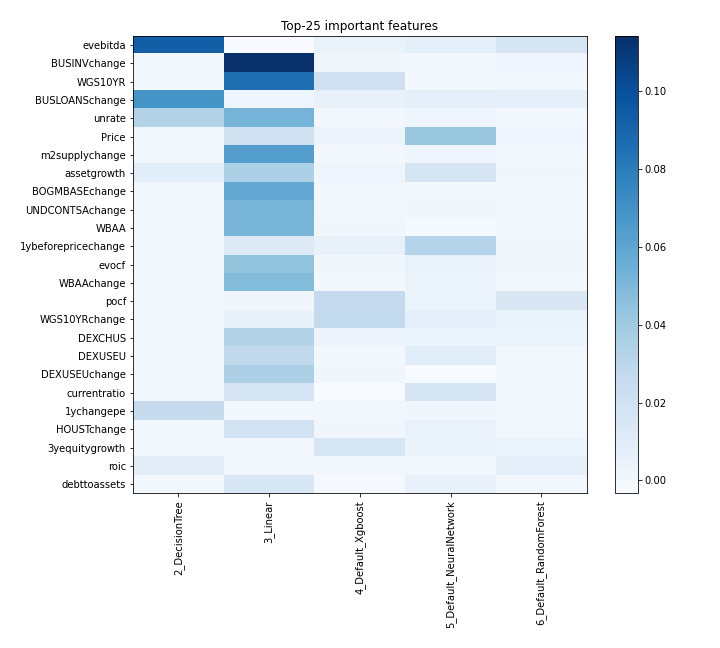 Top-25 important features
evebitda
BUSINVchange
WGS10YR
BUSLOANSchange
unrate
Price
m2supplychange
assetgrowth
BOGMBASEchange
UNDCONTSAchange
WBAA
1ybeforepricechange
evocf
WBAAchange
pocf
WGS10YRchange
DEXCHUS
DEXUSEU
DEXUSEUchange
currentratio
1ychangepe
HOUSTchange
3yequitygrowth
roic
debttoassets
2_DecisionTree
3_Linear
4_Default_Xgboost
5_Default_NeuralNetwork
6_Default_RandomForest
0.10
0.08
0.06
0.04
0.02
0.00